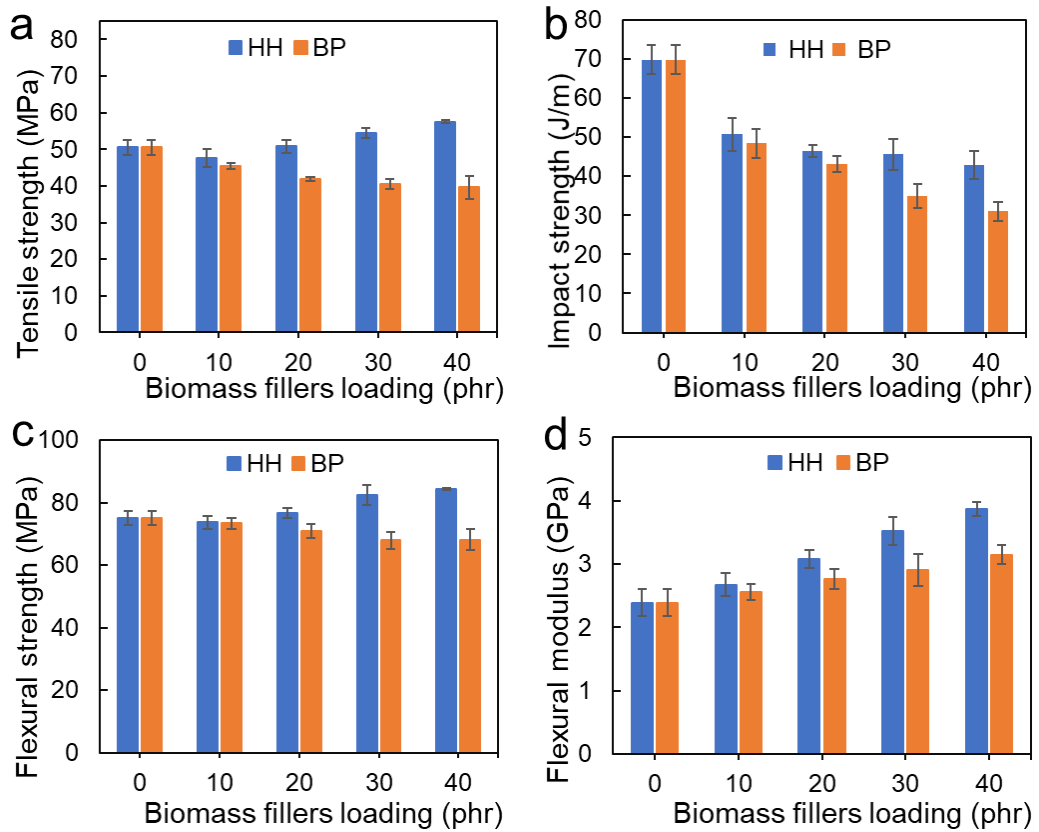 a
Tensile strength (MPa)
80
70
60
50
40
30
20
10
0
HH BP
0 10 20 30 40
Biomass fillers loading (phr)
b
Impact strength (J/m)
80
70
60
50
40
30
20
10
0
HH BP
0 10 20 30 40
Biomass fillers loading (phr)
c
Flexural strength (MPa)
100
80
60
40
20
0
HH BP
0 10 20 30 40
Biomass fillers loading (phr)
d
Flexural modulus (GPa)
5
4
3
2
1
0
HH BP
0 10 20 30 40
Biomass fillers loading (phr)